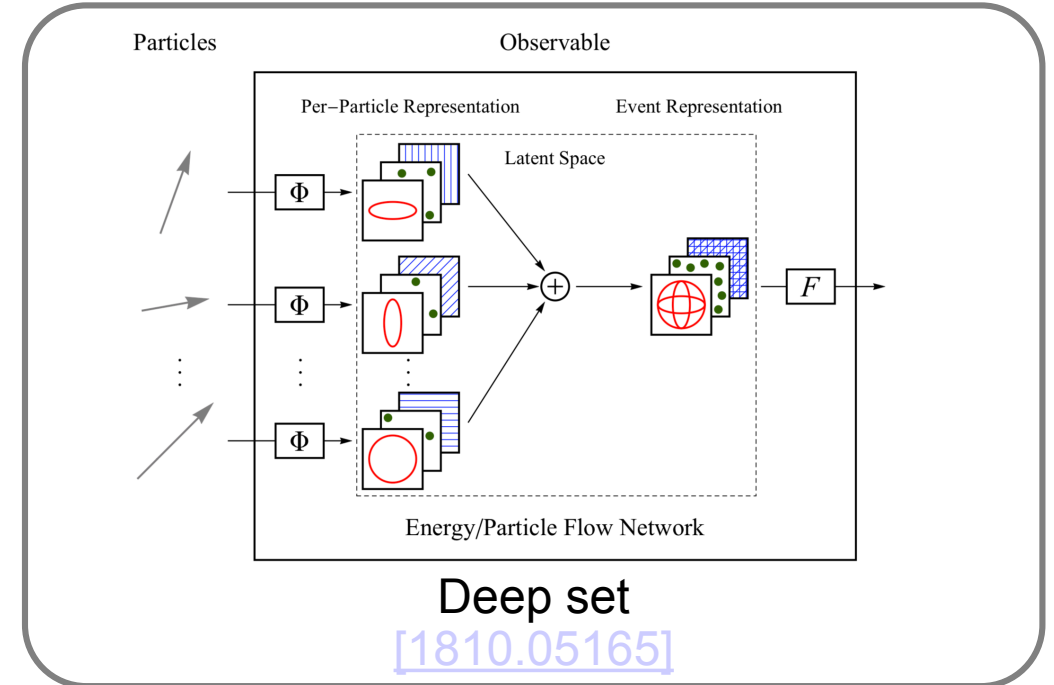 Particles Observable
Per−Particle Representation Event Representation
Latent Space
Φ
Φ
F
Φ
Energy/Particle Flow Network
Deep set
[1810.05165]